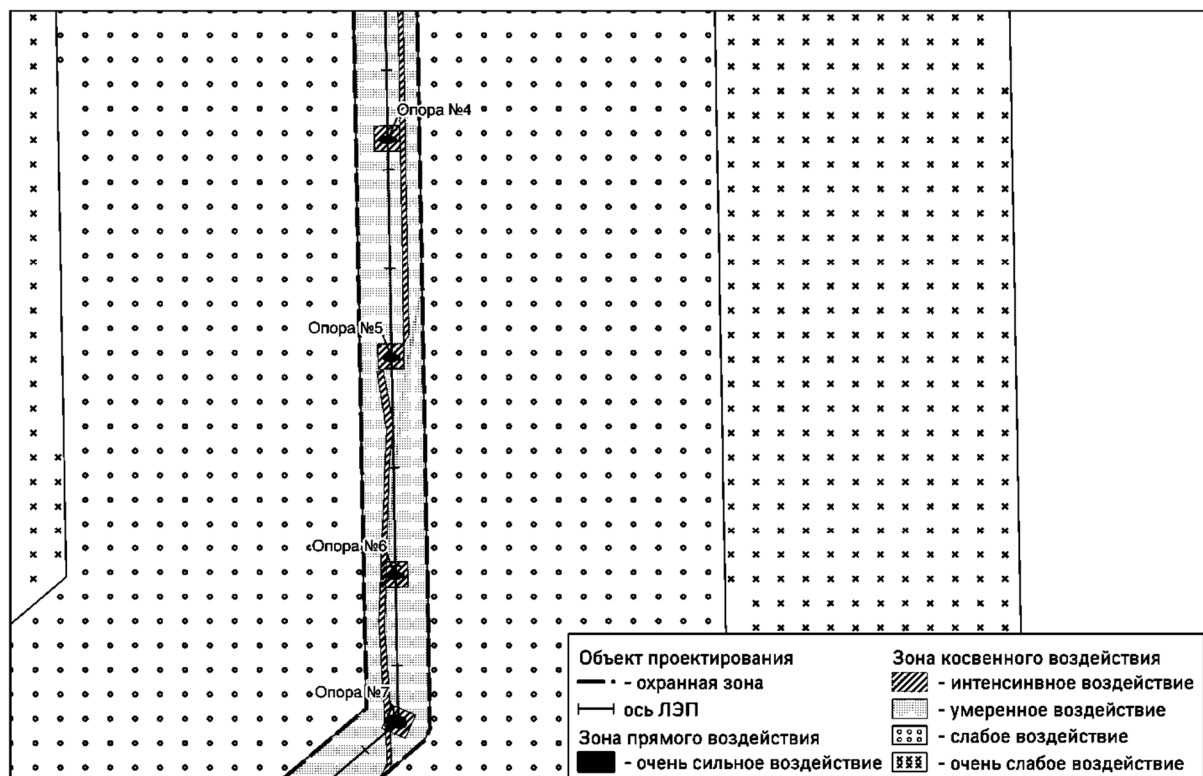 Опора №4
Опора №5
Опора №6
Опора №7
Объект проектирования
- охранная зона
ось ЛЭП
Зона прямого воздействия
- очень сильное воздействие
Зона косвенного воздействия
- интенсинвное воздействие
- умеренное воздействие
- слабое воздействие
- очень слабое воздействие